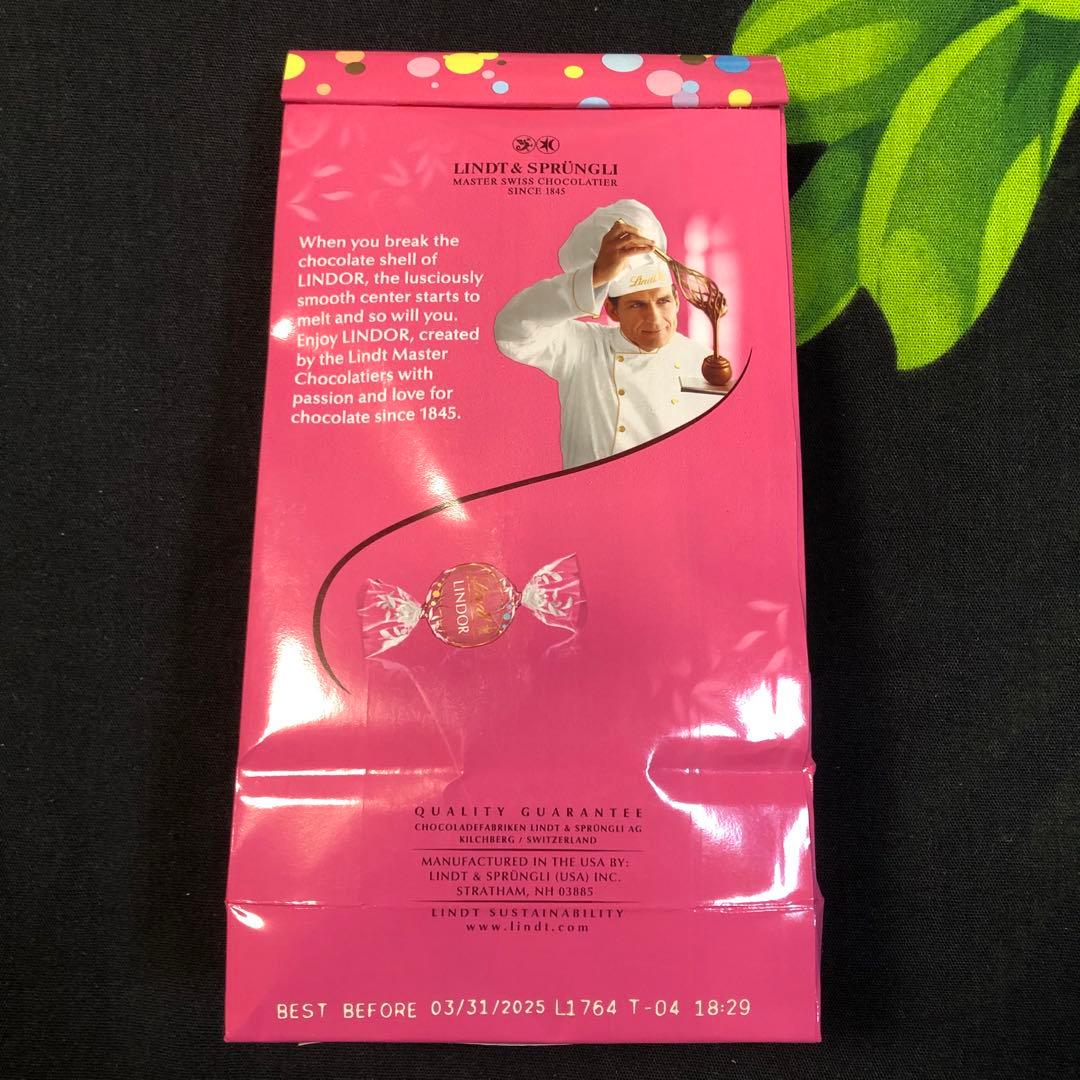 LINDT & SPRÜNGLI
MASTER SWISS CHOCOLATIER
SINCE 1845
When you break the
chocolate shell of
LINDOR, the lusciously
smooth center starts to
melt and so will you.
Enjoy LINDOR, created
by the Lindt Master
Chocolatiers with
passion and love for
chocolate since 1845.
Lindt
Lindt
LINDOR
QUALITY GUARANTEE
CHOCOLADEFABRIKEN LINDT & SPRÜNGLI AG
KILCHBERG / SWITZERLAND
MANUFACTURED IN THE USA BY:
LINDT & SPRÜNGLI (USA) INC.
STRATHAM, NH 03885
LINDT SUSTAINABILITY
www.lindt.com
BEST BEFORE 03/31/2025 L1764 T-04 18:29